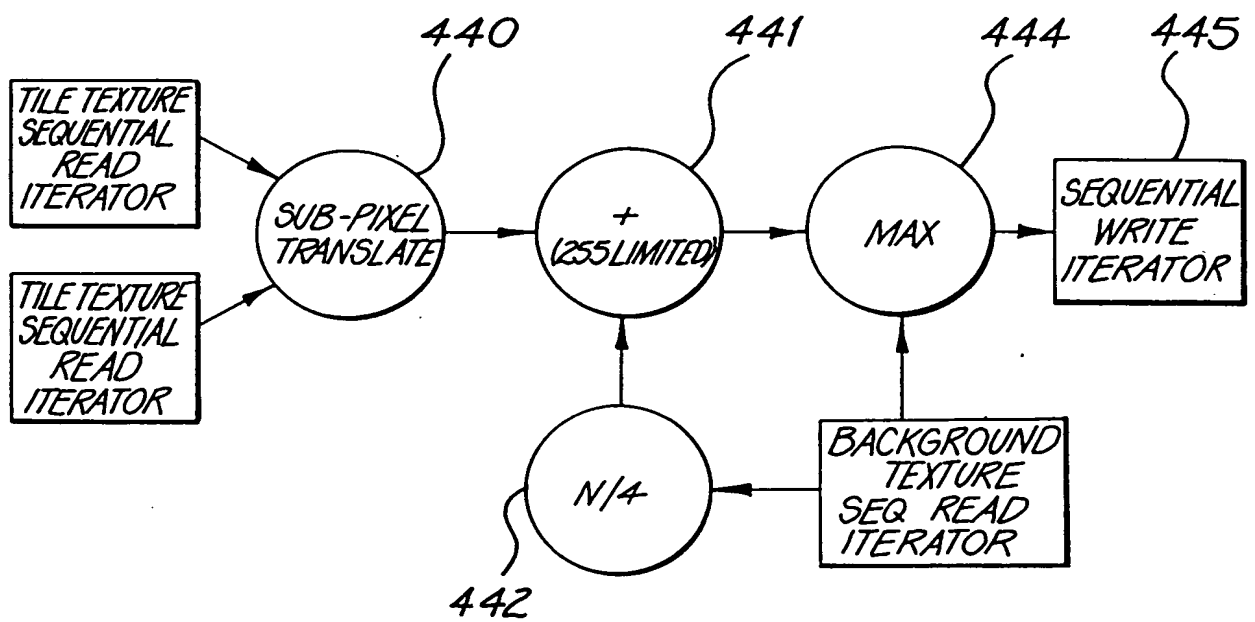 440
441
444
445
TILE TEXTURE
SEQUENTIAL
READ
ITERATOR
SUB-PIXEL
TRANSLATE
+
(255 LIMITED)
MAX
SEQUENTIAL
WRITE
ITERATOR
TILE TEXTURE
SEQUENTIAL
READ
ITERATOR
N/4
BACKGROUND
TEXTURE
SEQ READ
ITERATOR
442